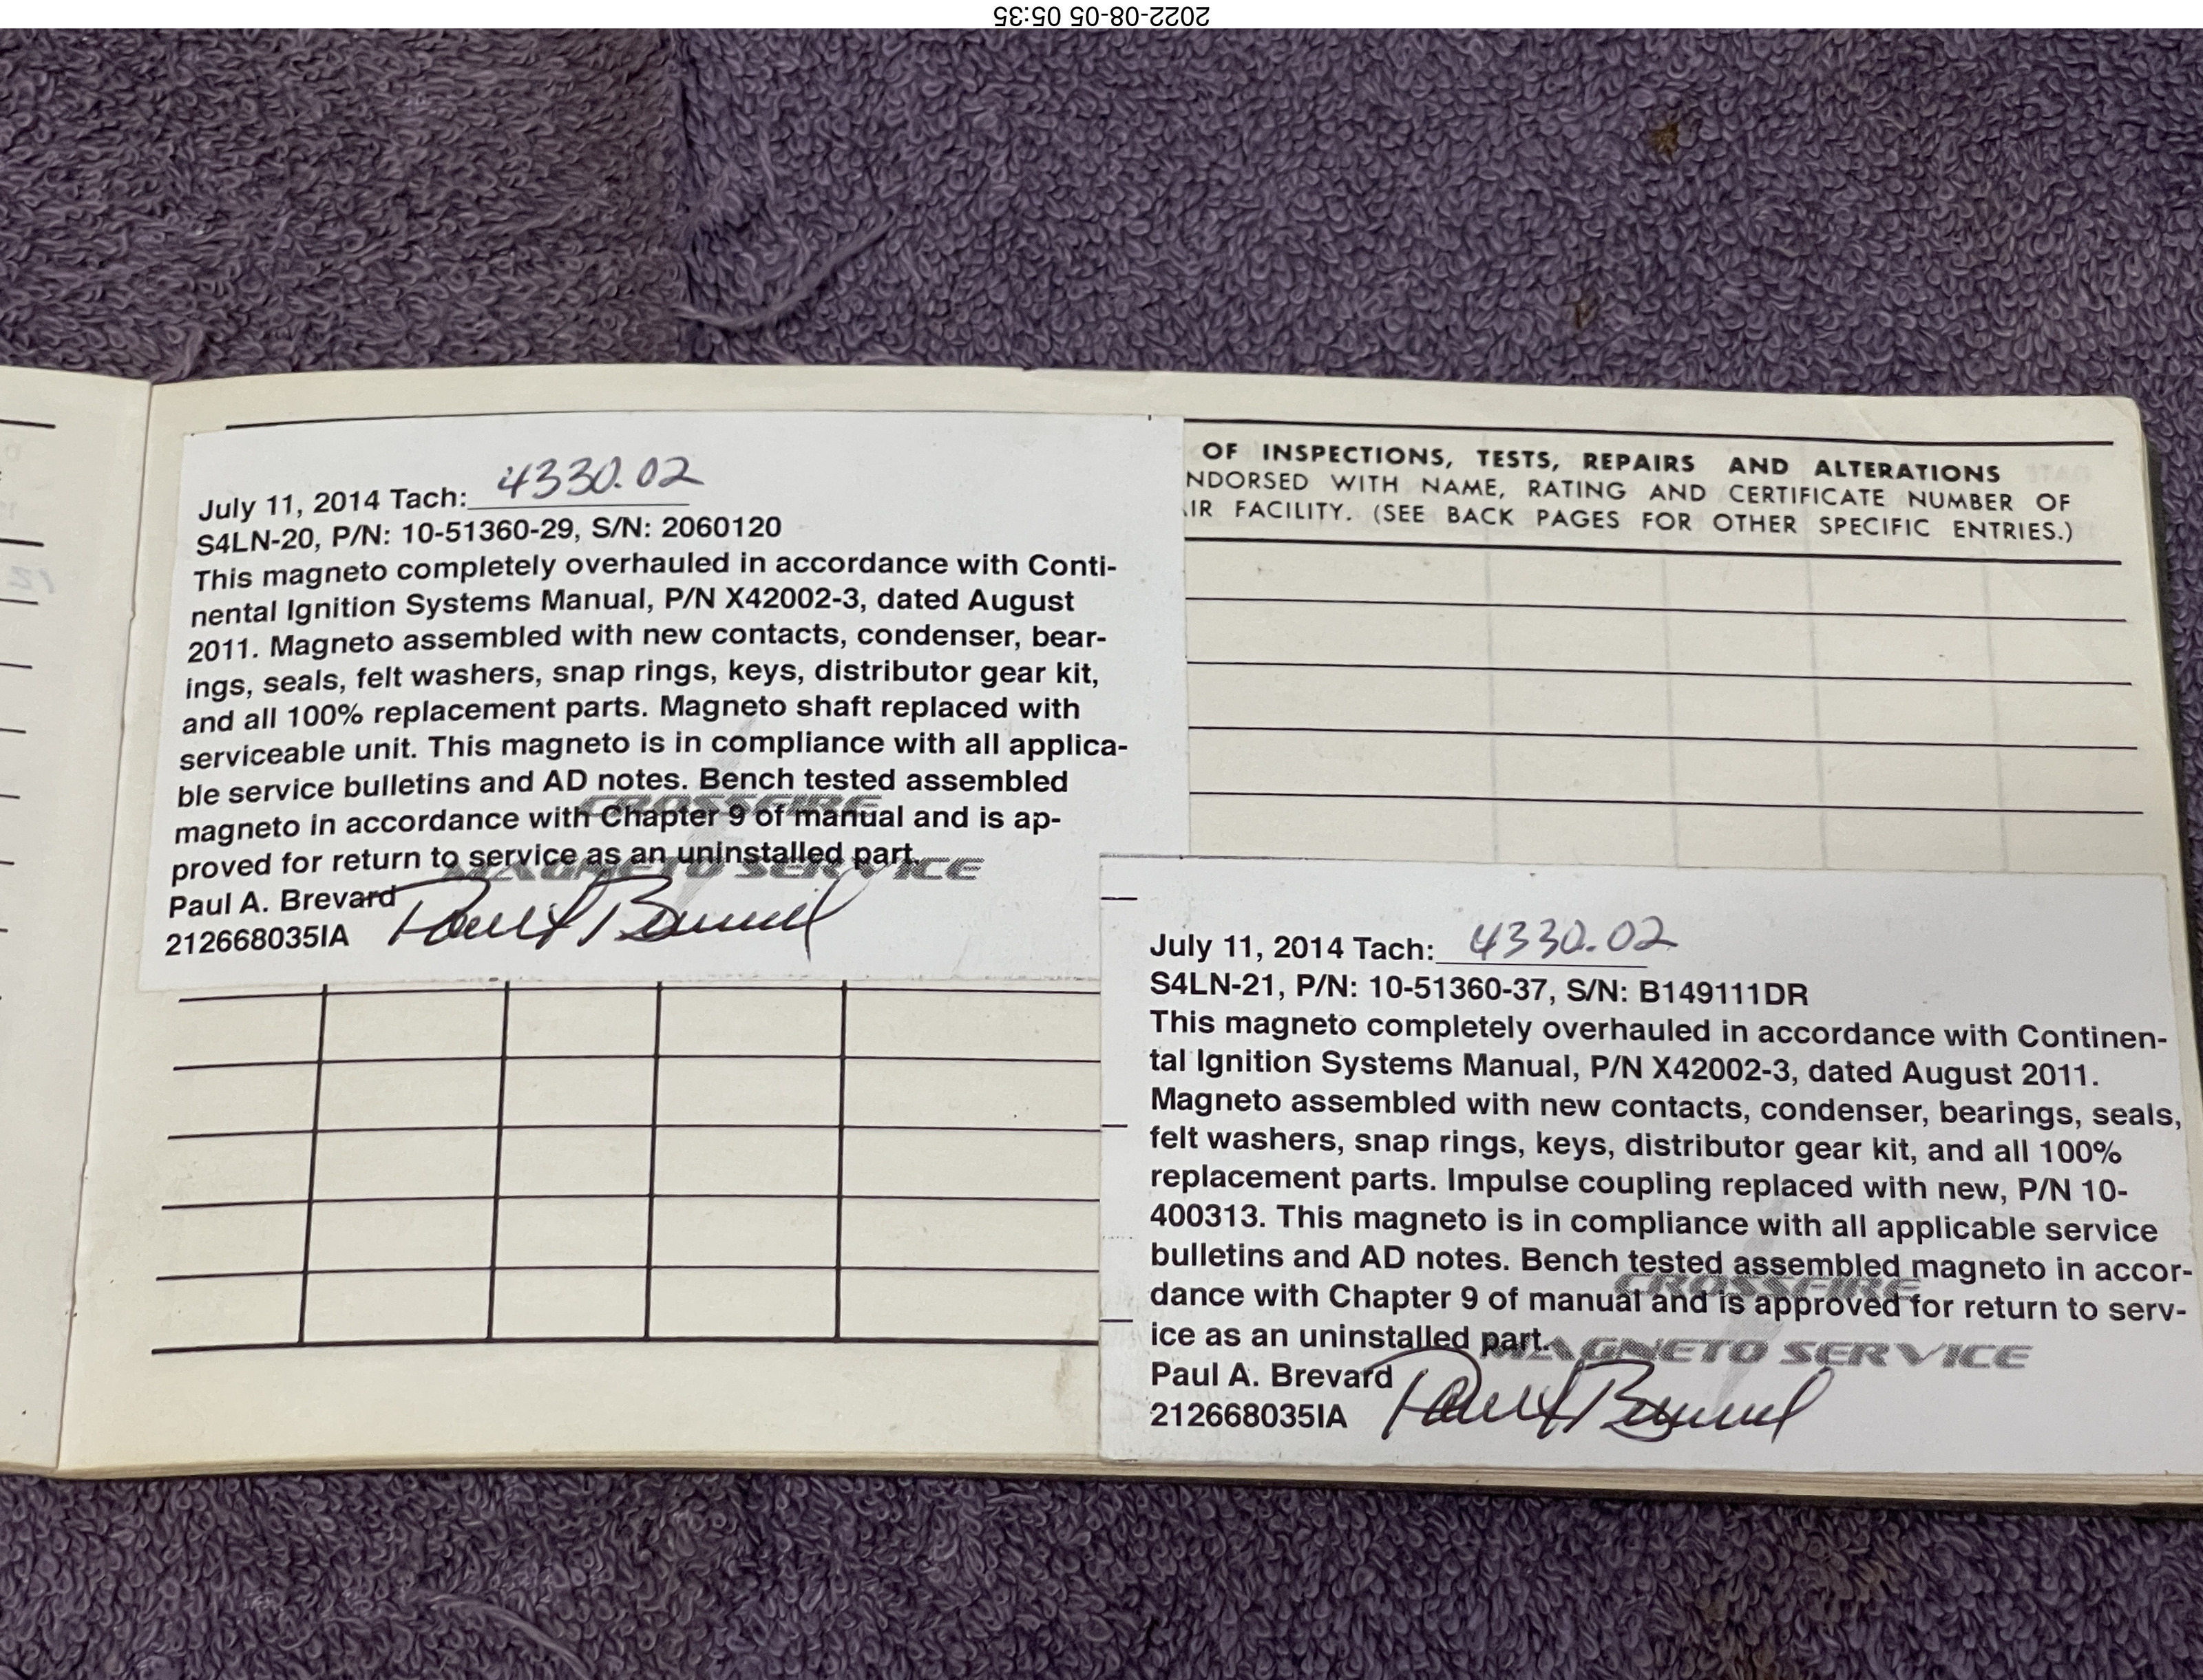 2022-08-05 05:35
OF INSPECTIONS, TESTS, REPAIRS AND ALTERATIONS
NDORSED WITH NAME, RATING AND CERTIFICATE NUMBER OF
IR FACILITY. (SEE BACK PAGES FOR OTHER SPECIFIC ENTRIES.)
July 11, 2014 Tach: 4330.02
S4LN-20, P/N: 10-51360-29, S/N: 2060120
This magneto completely overhauled in accordance with Conti-
nental Ignition Systems Manual, P/N X42002-3, dated August
2011. Magneto assembled with new contacts, condenser, bear-
ings, seals, felt washers, snap rings, keys, distributor gear kit,
and all 100% replacement parts. Magneto shaft replaced with
serviceable unit. This magneto is in compliance with all applica-
ble service bulletins and AD notes. Bench tested assembled
magneto in accordance with Chapter 9 of manual and is ap-
proved for return to service as an uninstalled part.
CROSSFIRE
MAGNETO SERVICE
Paul A. Brevard
212668035IA
July 11, 2014 Tach: 4330.02
S4LN-21, P/N: 10-51360-37, S/N: B149111DR
This magneto completely overhauled in accordance with Continen-
tal Ignition Systems Manual, P/N X42002-3, dated August 2011.
Magneto assembled with new contacts, condenser, bearings, seals,
felt washers, snap rings, keys, distributor gear kit, and all 100%
replacement parts. Impulse coupling replaced with new, P/N 10-
400313. This magneto is in compliance with all applicable service
bulletins and AD notes. Bench tested assembled magneto in accor-
dance with Chapter 9 of manual and is approved for return to serv-
ice as an uninstalled part.
CROSSFIRE
MAGNETO SERVICE
Paul A. Brevard
212668035IA